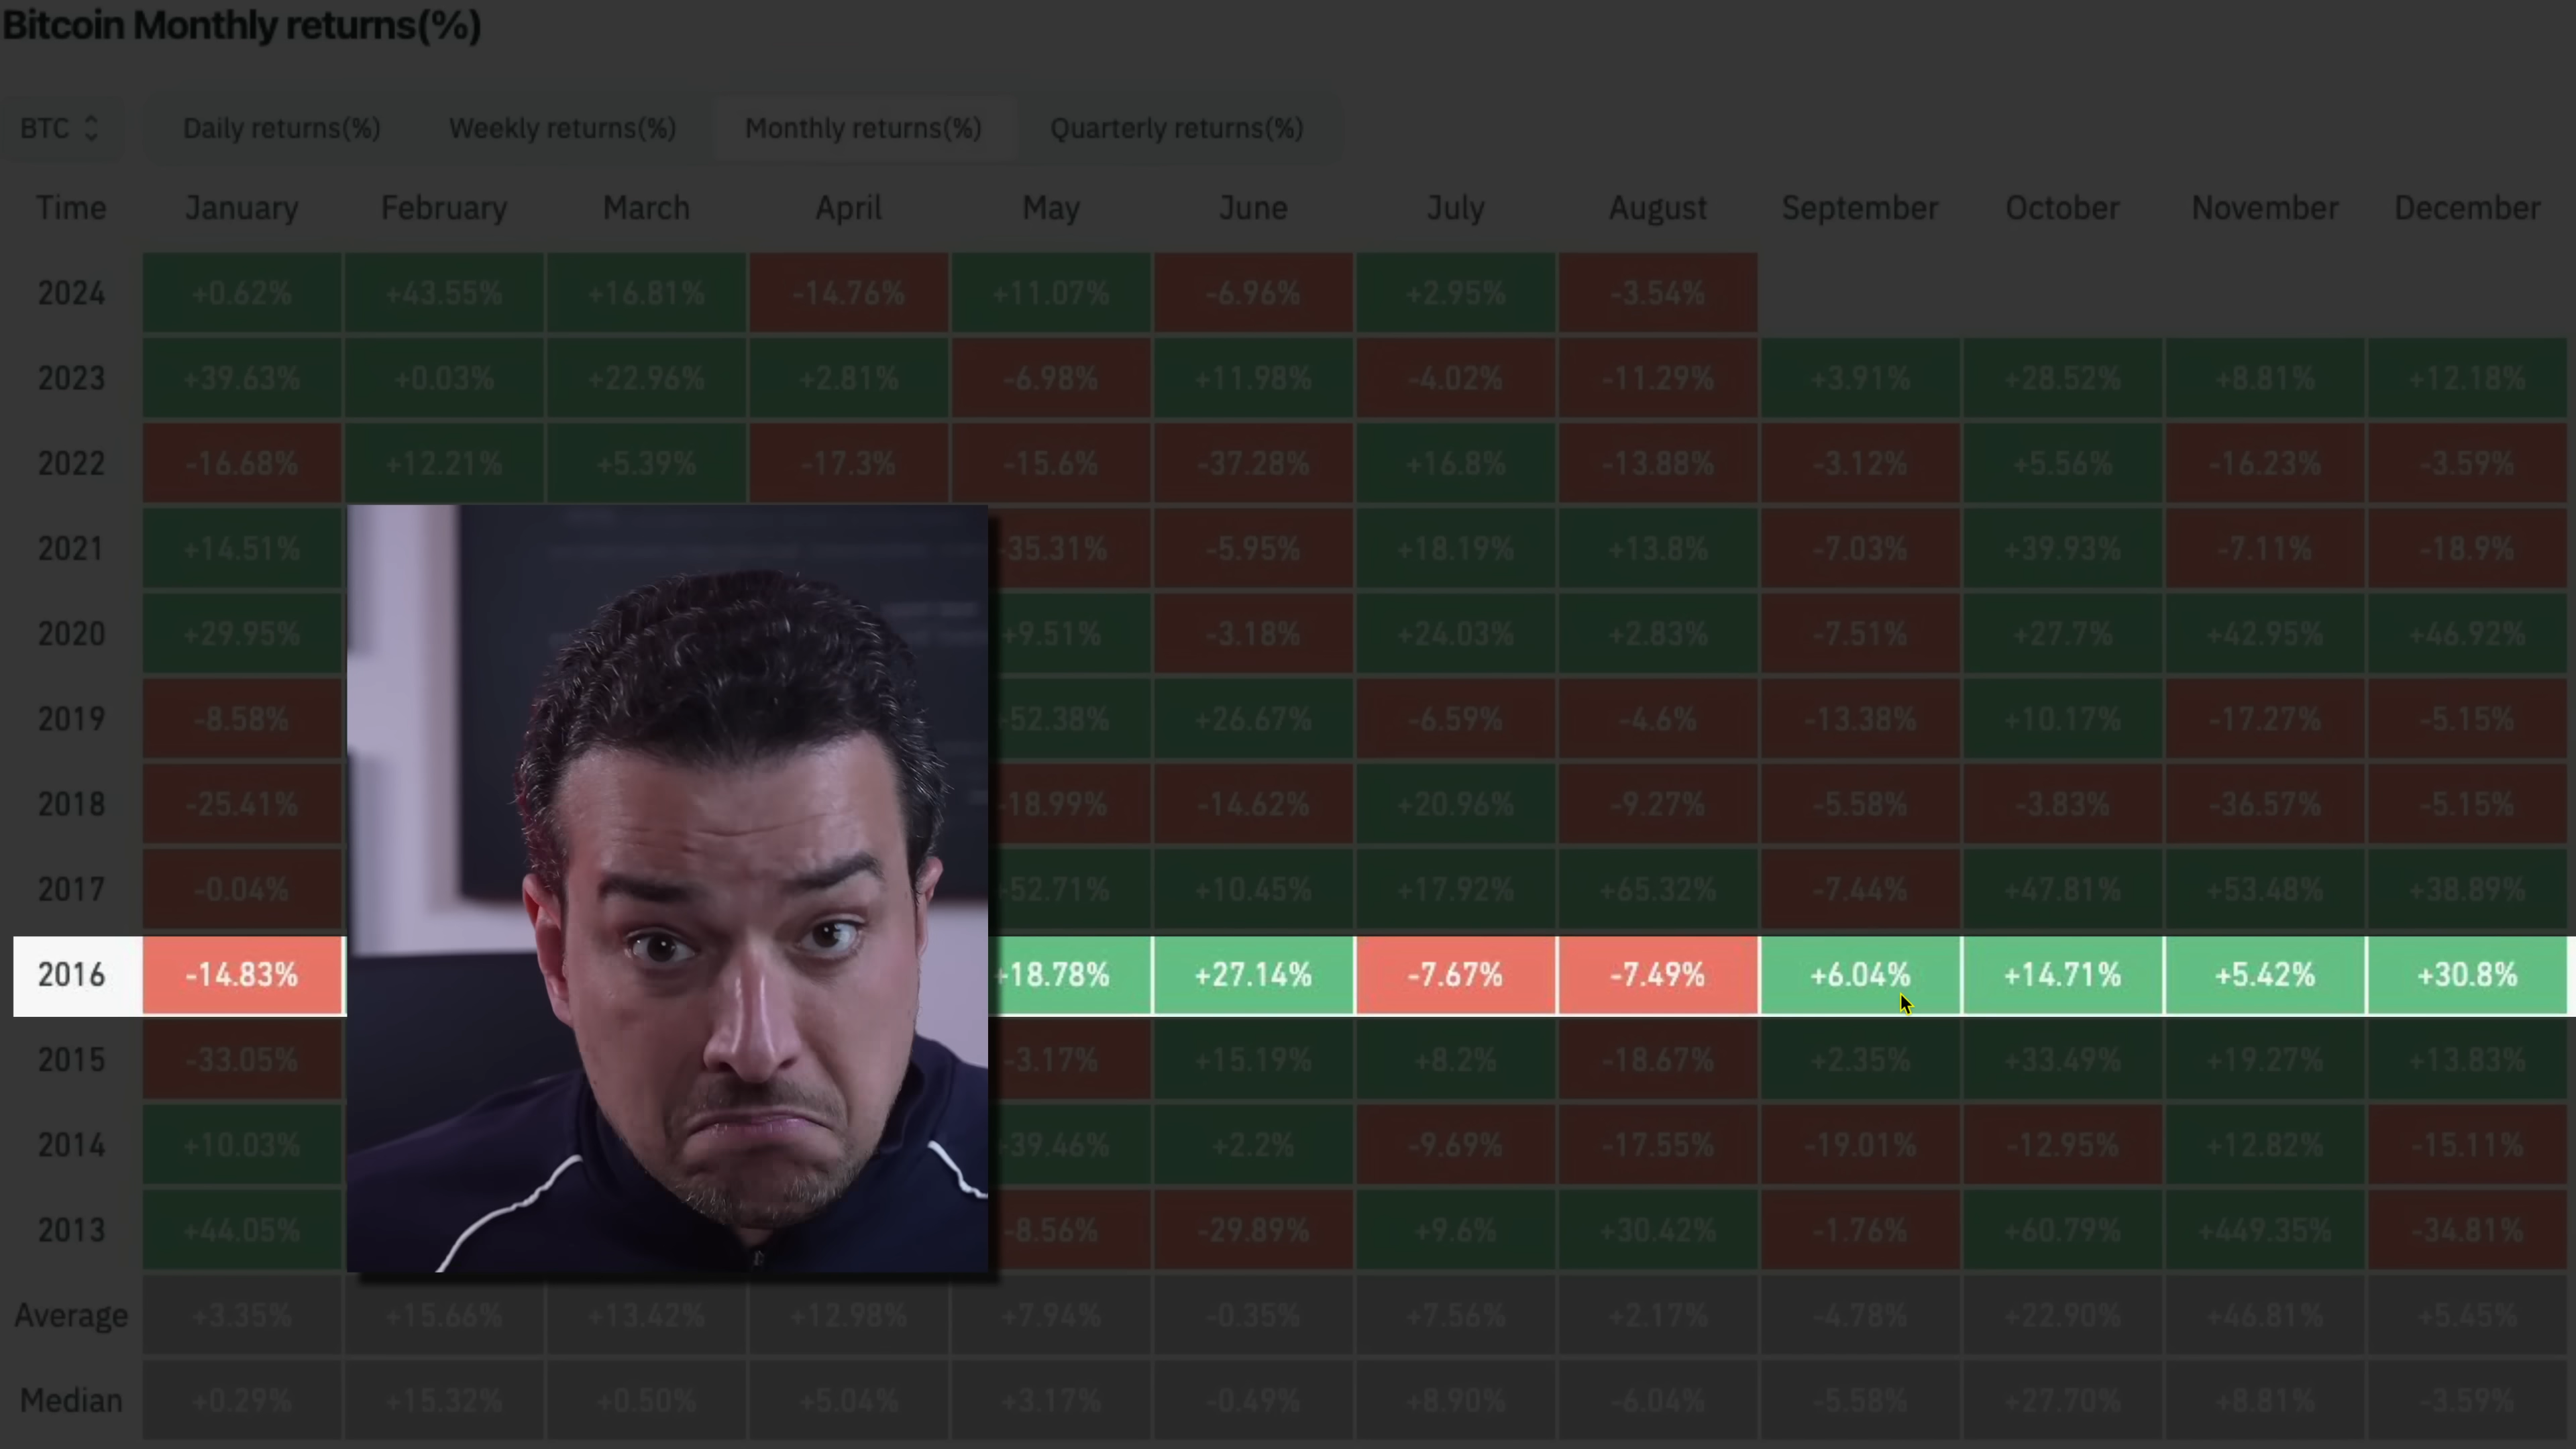 Bitcoin Monthly returns(%)
BTC Daily returns(%) Weekly returns(%) Monthly returns(%) Quarterly returns(%)
Time January February March April May June July August September October November December
2024 +0.62% +43.55% +16.81% -14.76% +11.07% -6.96% +2.95% -3.54%
2023 +39.63% +0.03% +22.96% +2.81% -6.98% +11.98% -4.02% -11.29% +3.91% +28.52% +8.81% +12.18%
2022 -16.68% +12.21% +5.39% -17.3% -15.6% -37.28% +16.8% -13.88% -3.12% +5.56% -16.23% -3.59%
2021 +14.51% -35.31% -5.95% +18.19% +13.8% -7.03% +39.93% -7.11% -18.9%
2020 +29.95% +9.51% -3.18% +24.03% +2.83% -7.51% +27.7% +42.95% +46.92%
2019 -8.58% 52.38% +26.67% -6.59% -4.6% -13.38% +10.17% -17.27% -5.15%
2018 -25.41% -18.99% -14.62% +20.96% -9.27% -5.58% -3.83% -36.57% -5.15%
2017 -0.04% 52.71% +10.45% +17.92% +65.32% -7.44% +47.81% +53.48% +38.89%
2016 -14.83% +18.78% +27.14% -7.67% -7.49% +6.04% +14.71% +5.42% +30.8%
2015 -33.05% -3.17% +15.19% +8.2% -18.67% +2.35% +33.49% +19.27% +13.83%
2014 +10.03% 39.46% +2.2% -9.69% -17.55% -19.01% -12.95% +12.82% -15.11%
2013 +44.05% -8.56% -29.89% +9.6% +30.42% -1.76% +60.79% +449.35% -34.81%
Average +3.35% +15.66% +13.42% +12.98% +7.94% -0.35% +7.56% +2.17% -4.78% +22.90% +46.81% +5.45%
Median +0.29% +15.32% +0.50% +5.04% +3.17% -0.49% +8.90% -6.04% -5.58% +27.70% +8.81% -3.59%